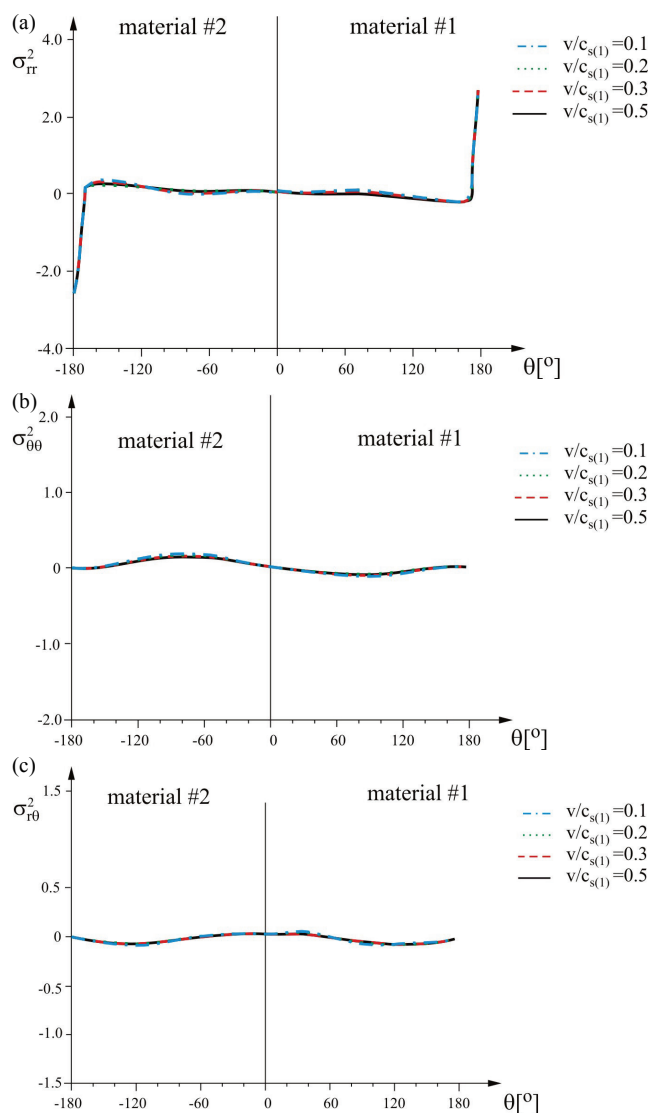 (a)
material #2 material #1
σ²rr
4.0
2.0
0
-2.0
-4.0
-180 -120 -60 0 60 120 180
θ[º]
v/cs(1)=0.1
v/cs(1)=0.2
v/cs(1)=0.3
v/cs(1)=0.5
(b)
material #2 material #1
σ²θθ
2.0
1.0
0
-1.0
-2.0
-180 -120 -60 0 60 120 180
θ[º]
v/cs(1)=0.1
v/cs(1)=0.2
v/cs(1)=0.3
v/cs(1)=0.5
(c)
material #2 material #1
σ²rθ
1.5
0.5
0
-0.5
-1.0
-1.5
-180 -120 -60 0 60 120 180
θ[º]
v/cs(1)=0.1
v/cs(1)=0.2
v/cs(1)=0.3
v/cs(1)=0.5